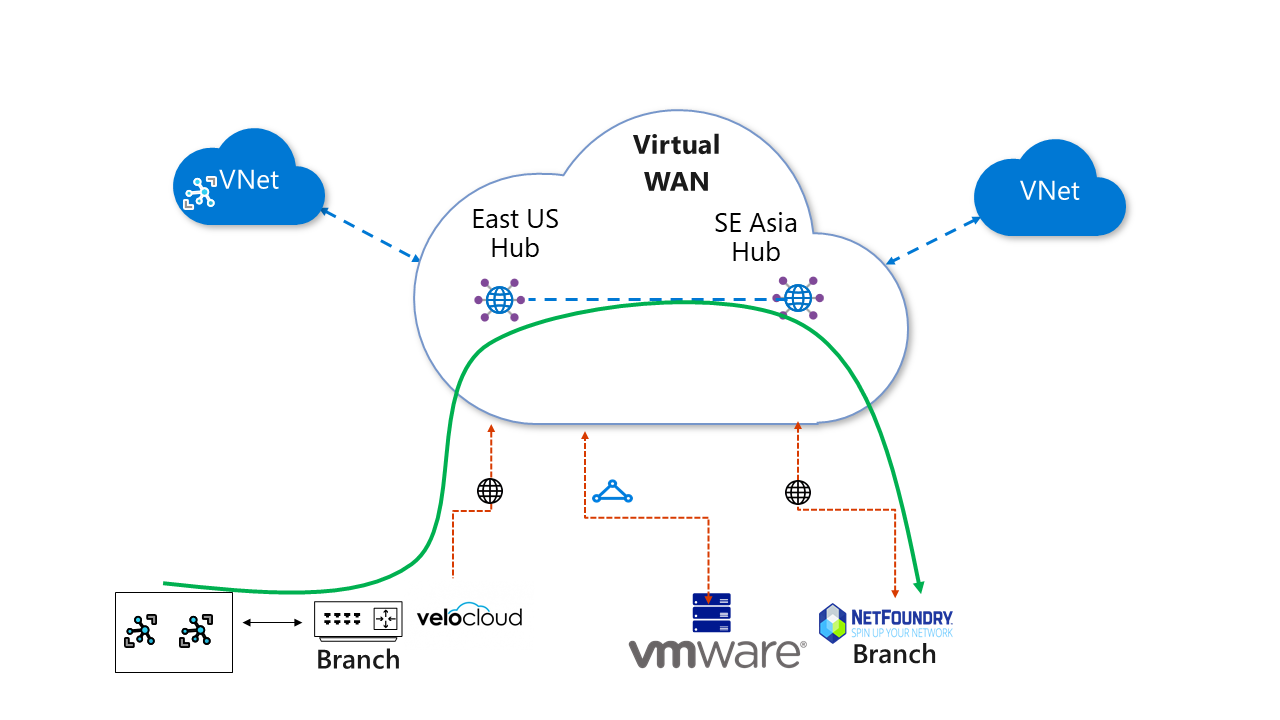 Virtual
WAN
VNet
VNet
East US
Hub
SE Asia
Hub
velocloud
Branch
vmware®
NETFOUNDRY
SPIN UP YOUR NETWORK
Branch